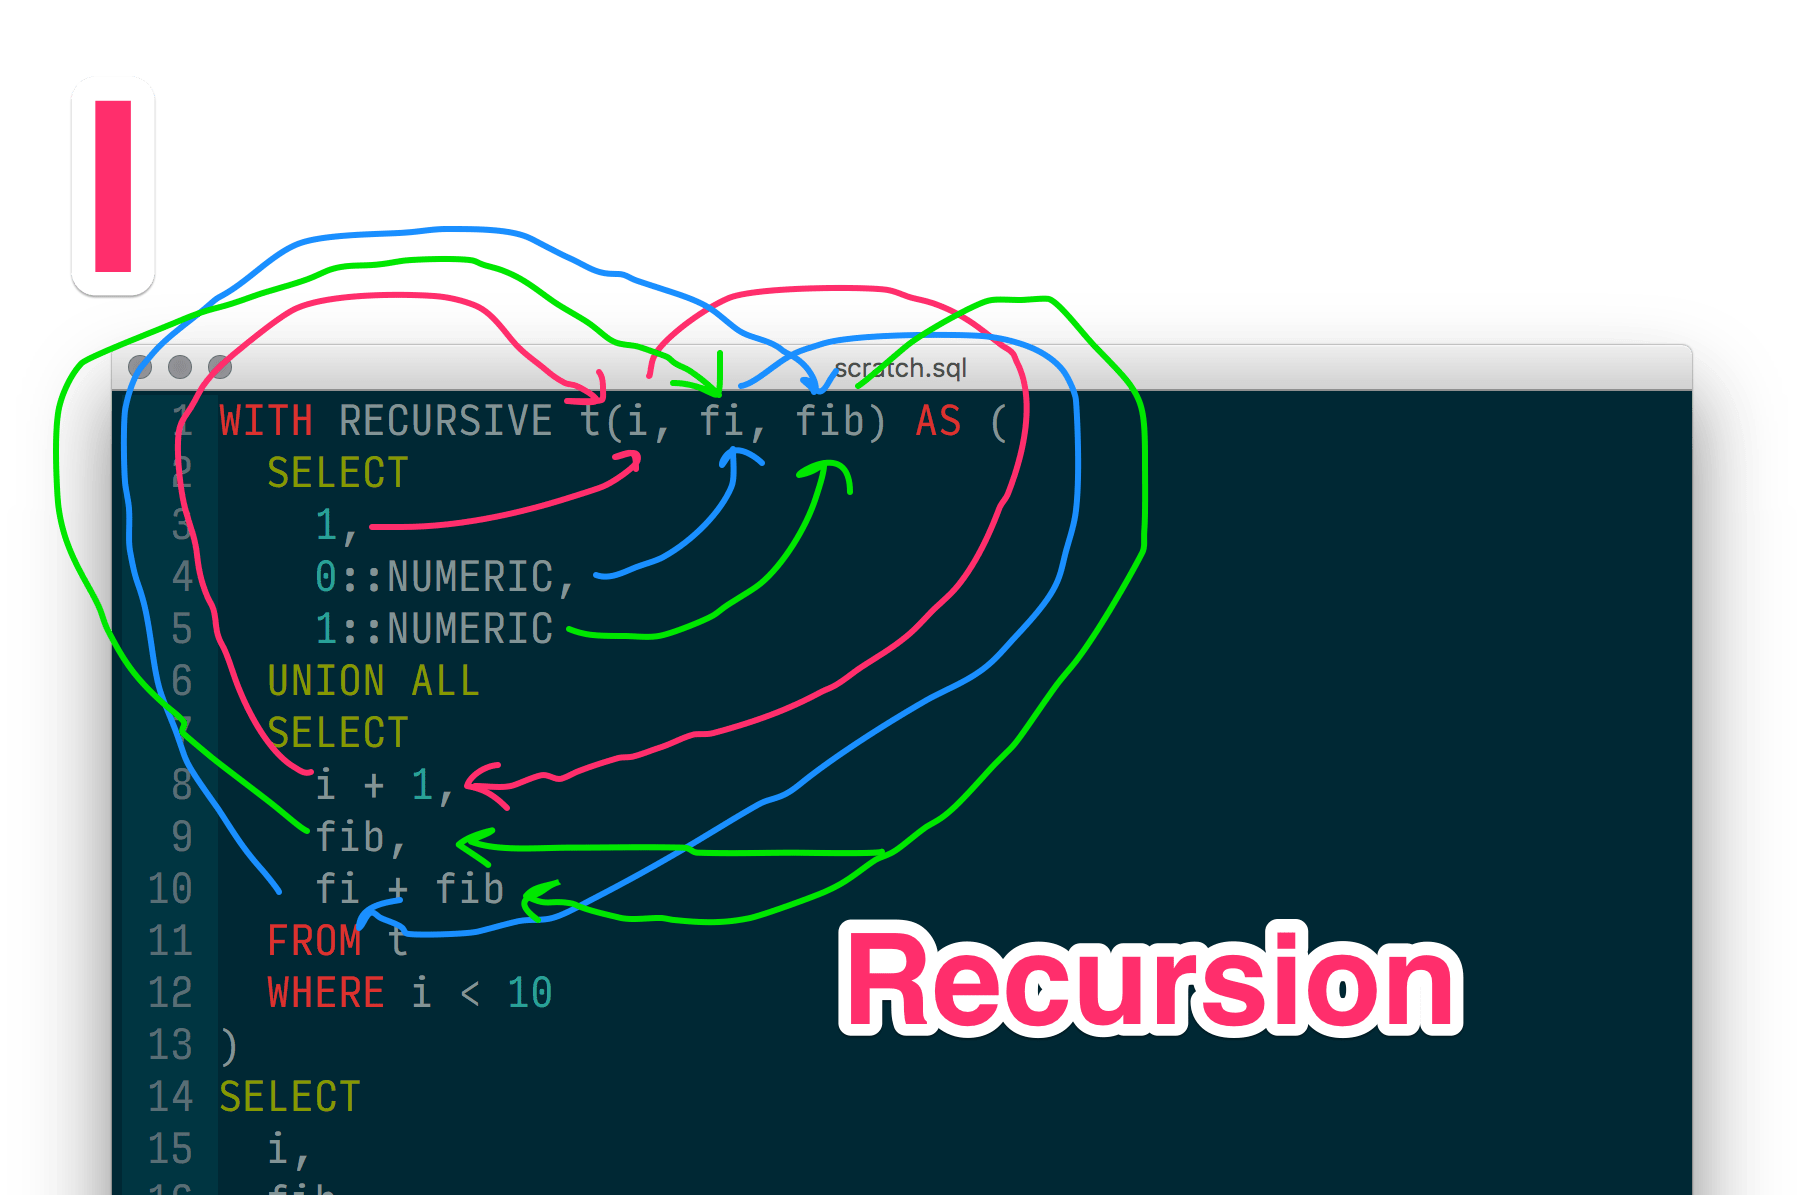 I
scratch.sql
1 WITH RECURSIVE t(i, fi, fib) AS (
2 SELECT
3 1,
4 0::NUMERIC,
5 1::NUMERIC
6 UNION ALL
7 SELECT
8 i + 1,
9 fib,
10 fi + fib
11 FROM t
12 WHERE i < 10
13 )
14 SELECT
15 i,
16 fib
Recursion